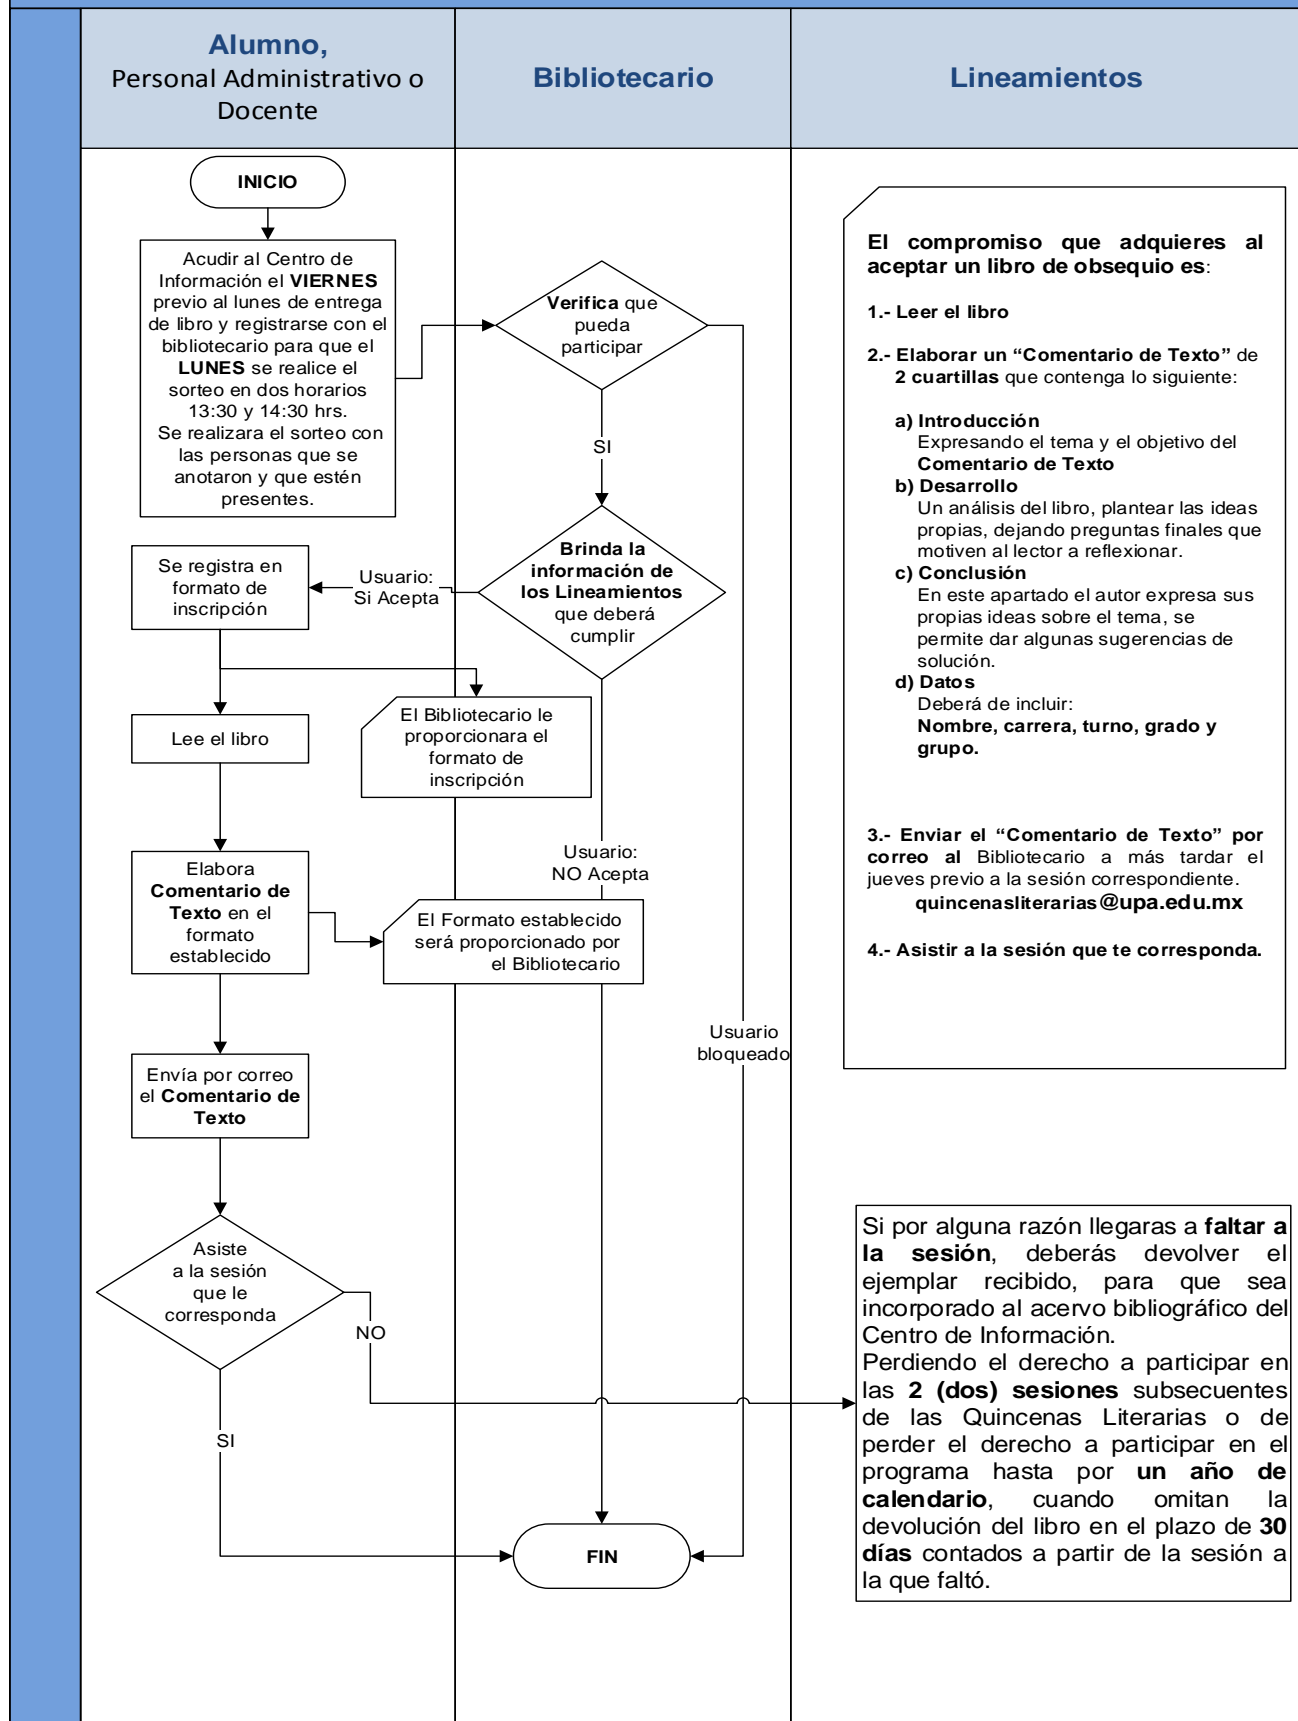 Alumno,
Personal Administrativo o
Docente
Bibliotecario
Lineamientos
INICIO
Acudir al Centro de
Información el VIERNES
previo al lunes de entrega
de libro y registrarse con el
bibliotecario para que el
LUNES se realice el
sorteo en dos horarios
13:30 y 14:30 hrs.
Se realizara el sorteo con
las personas que se
anotaron y que estén
presentes.
Verifica que
pueda
participar
SI
Brinda la
información de
los Lineamientos
que deberá
cumplir
Usuario:
Si Acepta
Se registra en
formato de
inscripción
El Bibliotecario le
proporcionara el
formato de
inscripción
Lee el libro
Usuario:
NO Acepta
Elabora
Comentario de
Texto en el
formato
establecido
El Formato establecido
será proporcionado por
el Bibliotecario
Usuario
bloqueado
Envía por correo
el Comentario de
Texto
Asiste
a la sesión
que le
corresponda
NO
SI
FIN
El compromiso que adquieres al
aceptar un libro de obsequio es:
1.- Leer el libro
2.- Elaborar un “Comentario de Texto” de
2 cuartillas que contenga lo siguiente:
a) Introducción
Expresando el tema y el objetivo del
Comentario de Texto
b) Desarrollo
Un análisis del libro, plantear las ideas
propias, dejando preguntas finales que
motiven al lector a reflexionar.
c) Conclusión
En este apartado el autor expresa sus
propias ideas sobre el tema, se
permite dar algunas sugerencias de
solución.
d) Datos
Deberá de incluir:
Nombre, carrera, turno, grado y
grupo.
3.- Enviar el “Comentario de Texto” por
correo al Bibliotecario a más tardar el
jueves previo a la sesión correspondiente.
quincenasliterarias@upa.edu.mx
4.- Asistir a la sesión que te corresponda.
Si por alguna razón llegaras a faltar a
la sesión, deberás devolver el
ejemplar recibido, para que sea
incorporado al acervo bibliográfico del
Centro de Información.
Perdiendo el derecho a participar en
las 2 (dos) sesiones subsecuentes
de las Quincenas Literarias o de
perder el derecho a participar en el
programa hasta por un año de
calendario, cuando omitan la
devolución del libro en el plazo de 30
días contados a partir de la sesión a
la que faltó.